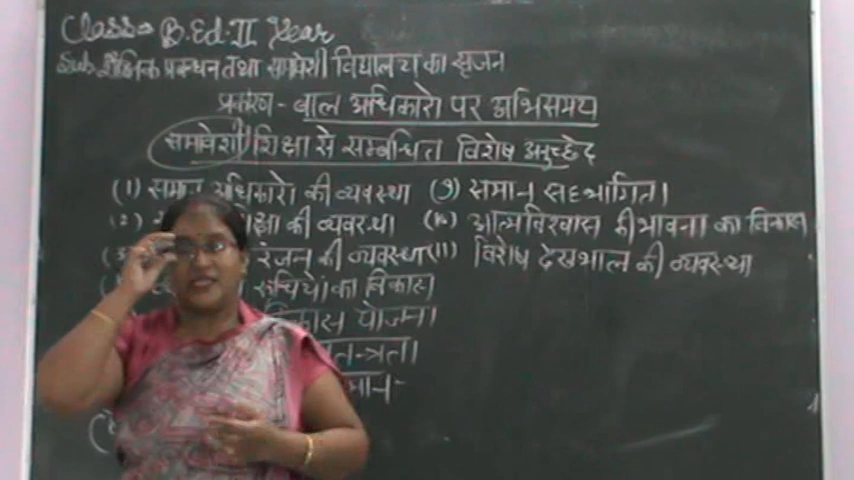 Class → B.Ed. II Year
Sub. शैक्षिक प्रबन्धन तथा समावेशी विद्यालय का सृजन
प्रकरण - बाल अधिकारो पर अभिसमय
समावेशी शिक्षा से सम्बन्धित विशेष अनुच्छेद
(1) समान अधिकारो की व्यवस्था
(2) की व्यवस्था
रंजन की व्यवस्था
रुचियो का विकास
विकास योजना
(9) समान सहभागिता
(10) आत्मविश्वास की भावना का विकास
(11) विशेष देखभाल की व्यवस्था